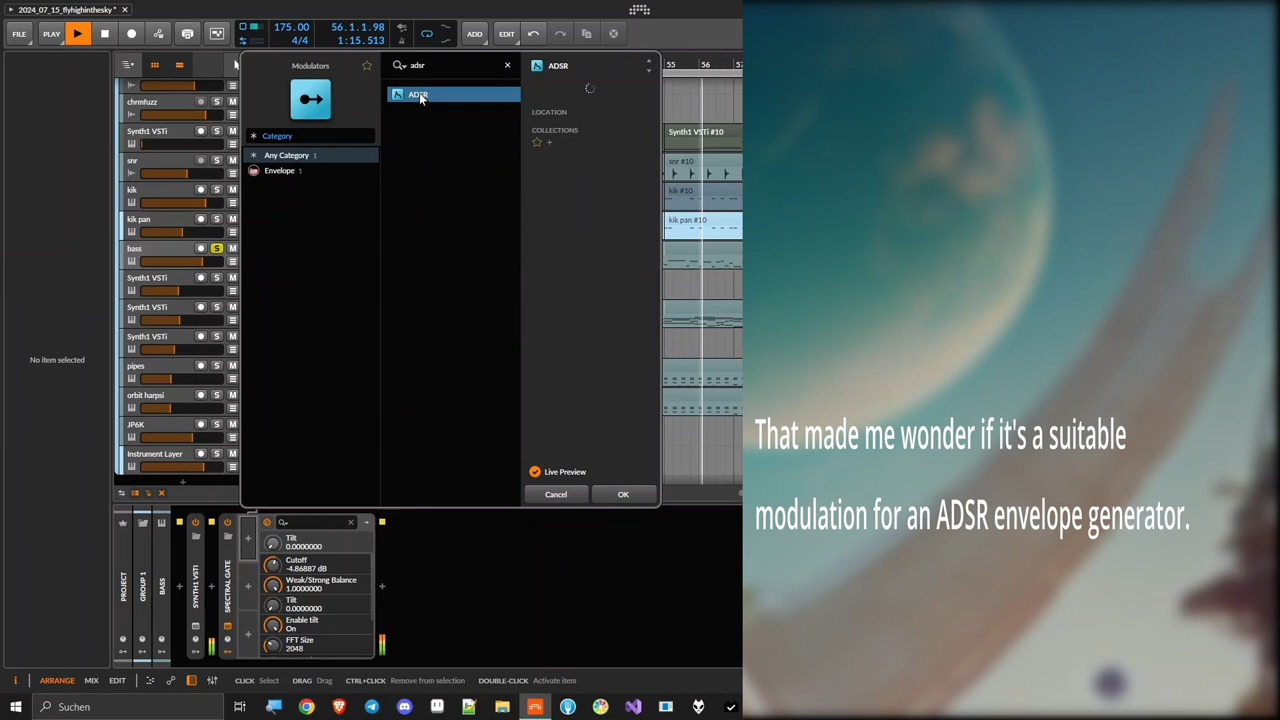 2024_07_15_flyhighinthesky*
FILE
PLAY
175.00
4/4
56.1.1.98
1:15.513
ADD
EDIT
chrmfuzz
S
M
Synth1 VSTi
S
M
snr
S
M
kik
S
M
kik pan
S
M
bass
S
M
Synth1 VSTi
S
M
Synth1 VSTi
S
M
Synth1 VSTi
S
M
pipes
S
M
orbit harpsi
S
M
JP6K
S
M
Instrument Layer
S
M
No item selected
Modulators
Category
Any Category 1
Envelope 1
adsr
ADSR
ADSR
LOCATION
COLLECTIONS
Live Preview
Cancel
OK
55
56
57
Synth1 VSTi #10
snr #10
kik #10
kik pan #10
That made me wonder if it's a suitable
modulation for an ADSR envelope generator.
PROJECT
GROUP 1
BASS
SYNTH1 VSTI
SPECTRAL GATE
Tilt
0.0000000
Cutoff
-4.86887 dB
Weak/Strong Balance
1.0000000
Tilt
0.0000000
Enable tilt
On
FFT Size
2048
ARRANGE
MIX
EDIT
CLICK Select
DRAG Drag
CTRL+CLICK Remove from selection
DOUBLE-CLICK Activate item
Suchen